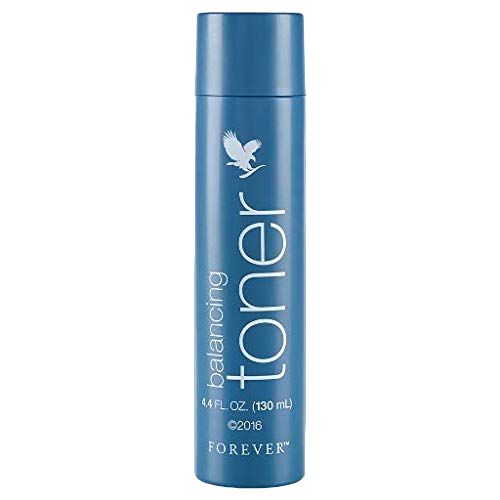 balancing
toner
4.4 FL. OZ. (130 mL)
©2016
FOREVER™